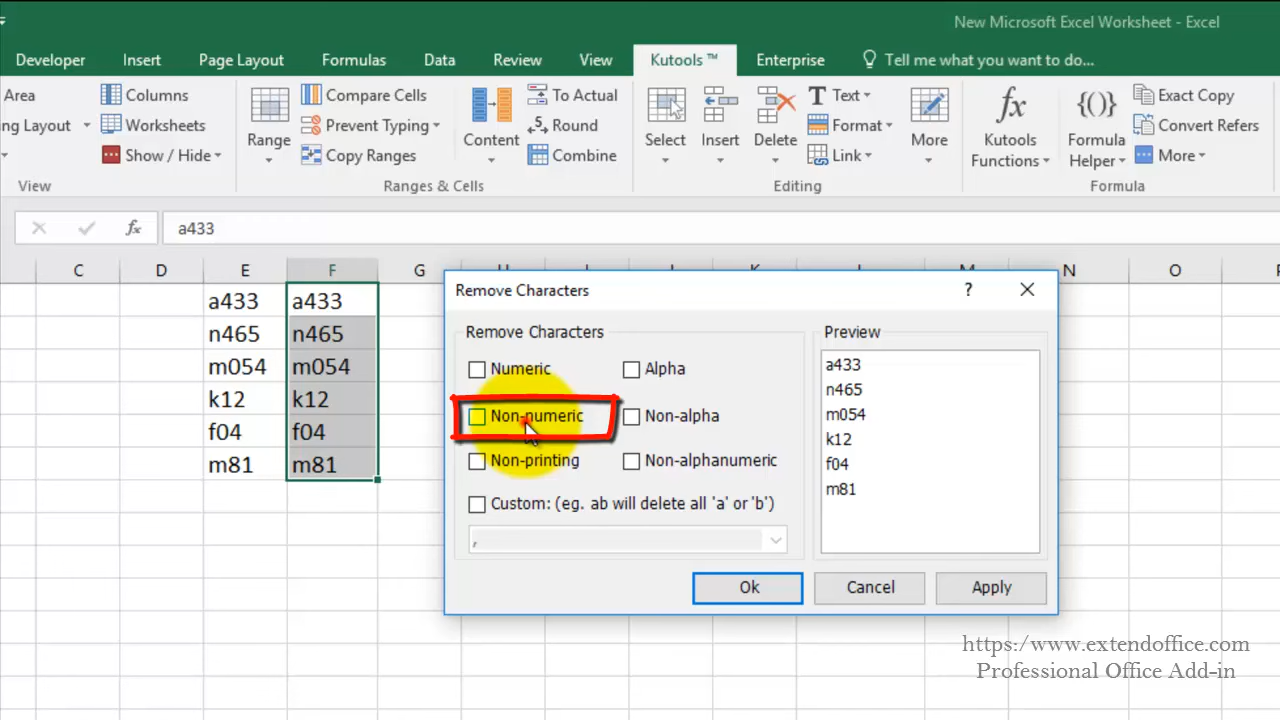 New Microsoft Excel Worksheet - Excel
Developer Insert Page Layout Formulas Data Review View Kutools ™ Enterprise Tell me what you want to do...
Area Columns Compare Cells To Actual Text Exact Copy
ng Layout Worksheets Range Prevent Typing Content Round Select Insert Delete Format More Kutools Formula Convert Refers
Show / Hide Copy Ranges Combine Link Functions Helper More
View Ranges & Cells Editing Formula
fx a433
C D E F G N O
a433 a433
n465 n465
m054 m054
k12 k12
f04 f04
m81 m81
Remove Characters ?
Remove Characters
Numeric Alpha
Non-numeric Non-alpha
Non-printing Non-alphanumeric
Custom: (eg. ab will delete all 'a' or 'b')
,
Preview
a433
n465
m054
k12
f04
m81
Ok Cancel Apply
https:/www.extendoffice.com
Professional Office Add-in